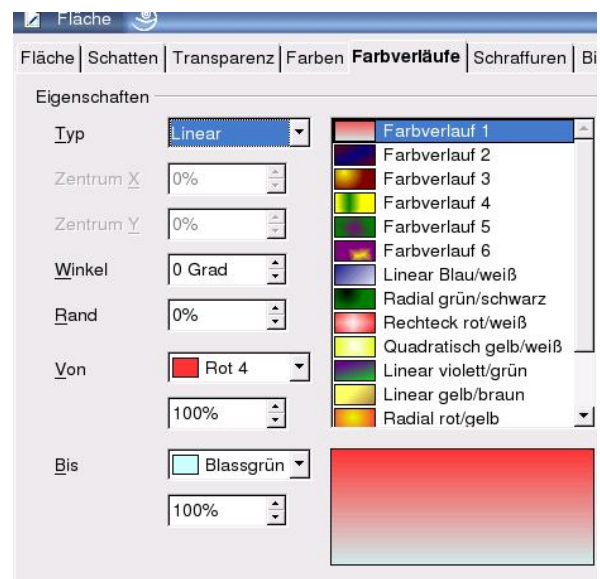 Fläche
Fläche Schatten Transparenz Farben Farbverläufe Schraffuren Bi
Eigenschaften
Typ Linear
Zentrum X 0%
Zentrum Y 0%
Winkel 0 Grad
Rand 0%
Von Rot 4
100%
Bis Blassgrün
100%
Farbverlauf 1
Farbverlauf 2
Farbverlauf 3
Farbverlauf 4
Farbverlauf 5
Farbverlauf 6
Linear Blau/weiß
Radial grün/schwarz
Rechteck rot/weiß
Quadratisch gelb/weiß
Linear violett/grün
Linear gelb/braun
Radial rot/gelb